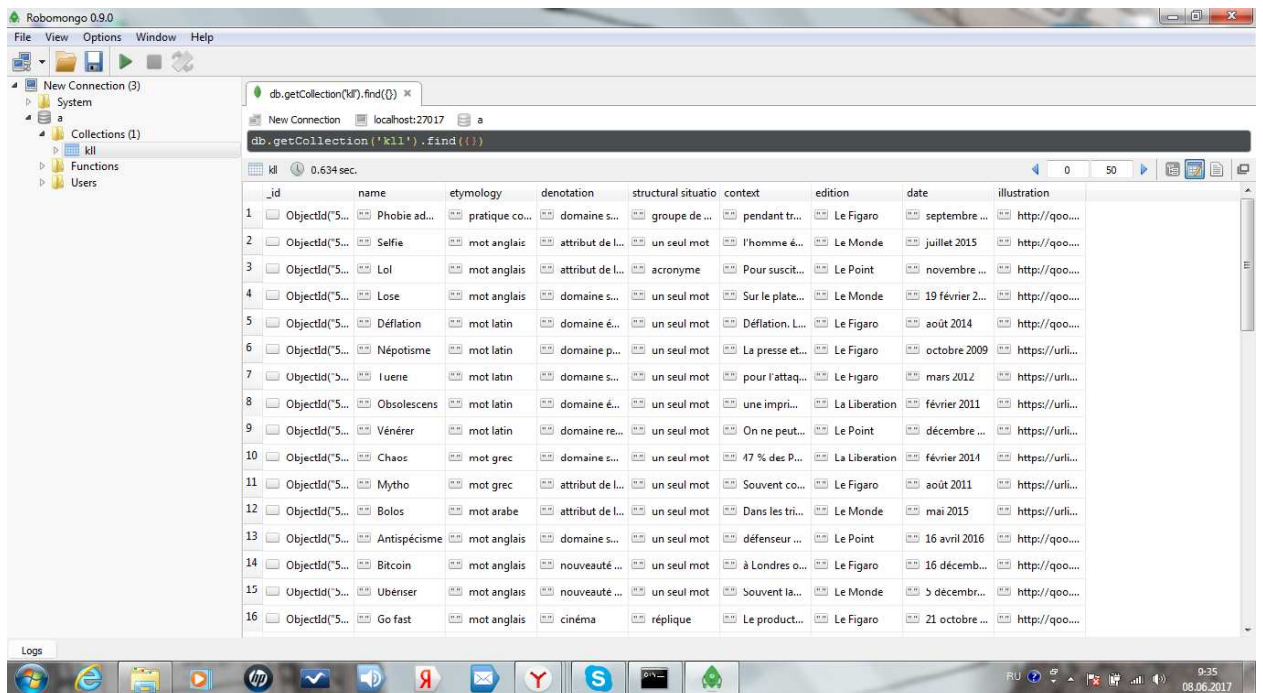 Robomongo 0.9.0
File View Options Window Help
New Connection (3)
System
a
Collections (1)
kll
Functions
Users
db.getCollection('kll').find({})
New Connection localhost:27017 a
db.getCollection('kll').find({})
kll 0.634 sec. 0 50
_id name etymology denotation structural situatio context edition date illustration
1 ObjectId("5... Phobie ad... pratique co... domaine s... groupe de ... pendant tr... Le Figaro septembre ... http://qoo....
2 ObjectId("5... Selfie mot anglais attribut de l... un seul mot l'homme é... Le Monde juillet 2015 http://qoo....
3 ObjectId("5... Lol mot anglais attribut de l... acronyme Pour suscit... Le Point novembre ... http://qoo....
4 ObjectId("5... Lose mot anglais domaine s... un seul mot Sur le plate... Le Monde 19 février 2... http://qoo....
5 ObjectId("5... Déflation mot latin domaine é... un seul mot Déflation. L... Le Figaro août 2014 http://qoo....
6 ObjectId("5... Népotisme mot latin domaine p... un seul mot La presse et... Le Figaro octobre 2009 https://urli...
7 ObjectId("5... Tuerie mot latin domaine s... un seul mot pour l'attaq... Le Figaro mars 2012 https://urli...
8 ObjectId("5... Obsolescens mot latin domaine é... un seul mot une impri... La Liberation février 2011 https://urli...
9 ObjectId("5... Vénérer mot latin domaine re... un seul mot On ne peut... Le Point décembre ... https://urli...
10 ObjectId("5... Chaos mot grec domaine s... un seul mot 47 % des P... La Liberation février 2014 https://urli...
11 ObjectId("5... Mytho mot grec attribut de l... un seul mot Souvent co... Le Figaro août 2011 https://urli...
12 ObjectId("5... Bolos mot arabe attribut de l... un seul mot Dans les tri... Le Monde mai 2015 https://urli...
13 ObjectId("5... Antispécisme mot anglais domaine s... un seul mot défenseur ... Le Point 16 avril 2016 http://qoo....
14 ObjectId("5... Bitcoin mot anglais nouveauté ... un seul mot à Londres o... Le Figaro 16 décemb... http://qoo....
15 ObjectId("5... Ubériser mot anglais nouveauté ... un seul mot Souvent la... Le Monde 5 décembr... http://qoo....
16 ObjectId("5... Go fast mot anglais cinéma réplique Le product... Le Figaro 21 octobre ... http://qoo....
Logs
RU 9:35
08.06.2017